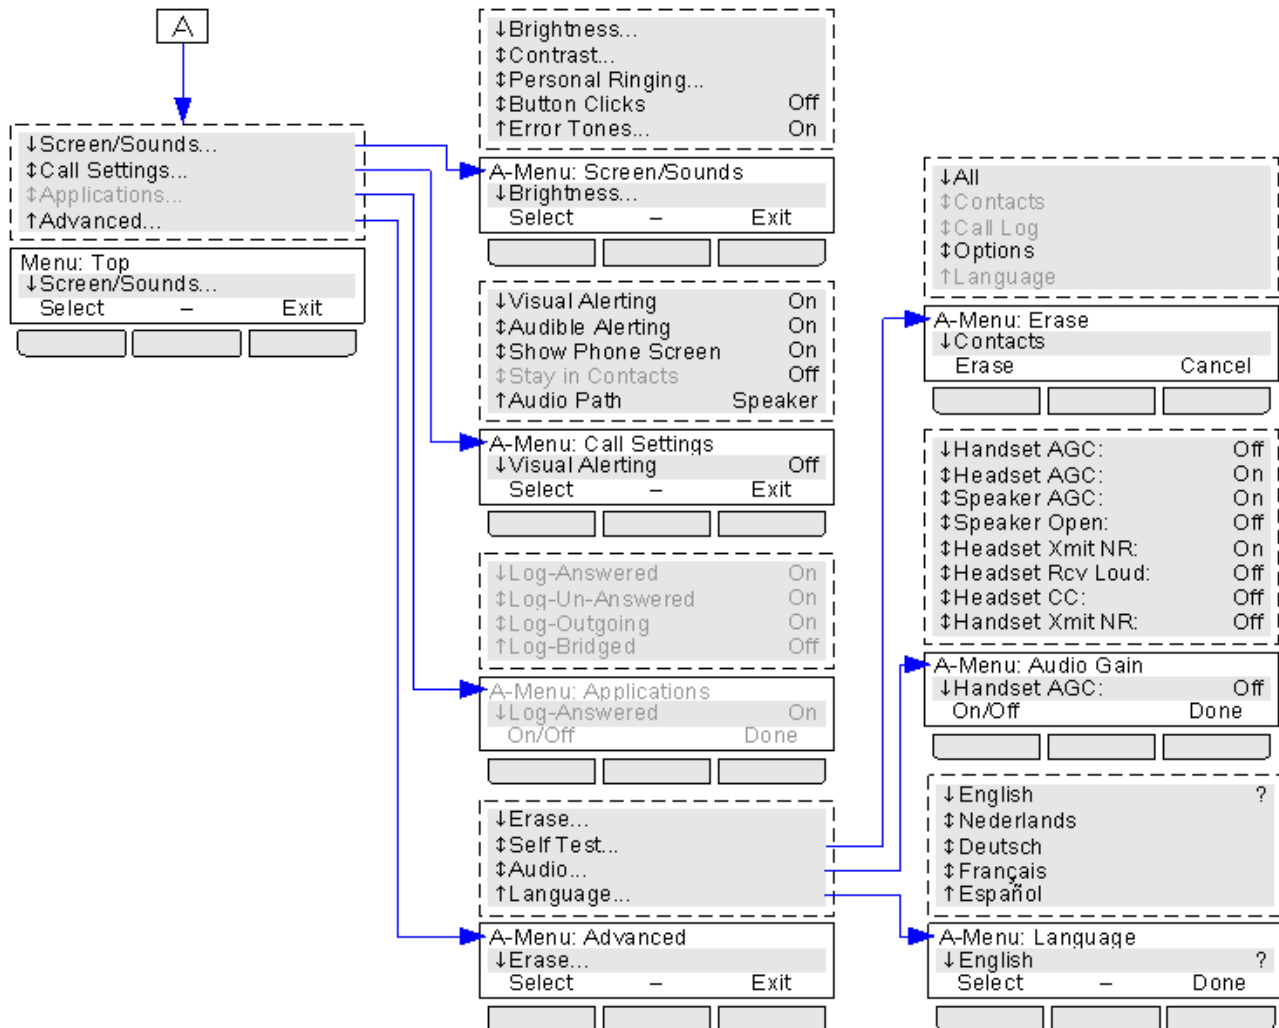 A
↓Screen/Sounds...
↕Call Settings...
↕Applications...
↑Advanced...
Menu: Top
↓Screen/Sounds...
Select – Exit
↓Brightness...
↕Contrast...
↕Personal Ringing...
↕Button Clicks Off
↑Error Tones... On
A-Menu: Screen/Sounds
↓Brightness...
Select – Exit
↓Visual Alerting On
↕Audible Alerting On
↕Show Phone Screen On
↕Stay in Contacts Off
↑Audio Path Speaker
A-Menu: Call Settings
↓Visual Alerting Off
Select – Exit
↓Log-Answered On
↕Log-Un-Answered On
↕Log-Outgoing On
↑Log-Bridged Off
A-Menu: Applications
↓Log-Answered On
On/Off Done
↓Erase...
↕Self Test...
↕Audio...
↑Language...
A-Menu: Advanced
↓Erase...
Select – Exit
↓All
↕Contacts
↕Call Log
↕Options
↑Language
A-Menu: Erase
↓Contacts
Erase Cancel
↓Handset AGC: Off
↕Headset AGC: On
↕Speaker AGC: On
↕Speaker Open: Off
↕Headset Xmit NR: On
↕Headset Rcv Loud: Off
↕Headset CC: Off
↕Handset Xmit NR: Off
A-Menu: Audio Gain
↓Handset AGC: Off
On/Off Done
↓English ?
↕Nederlands
↕Deutsch
↕Français
↑Español
A-Menu: Language
↓English ?
Select – Done